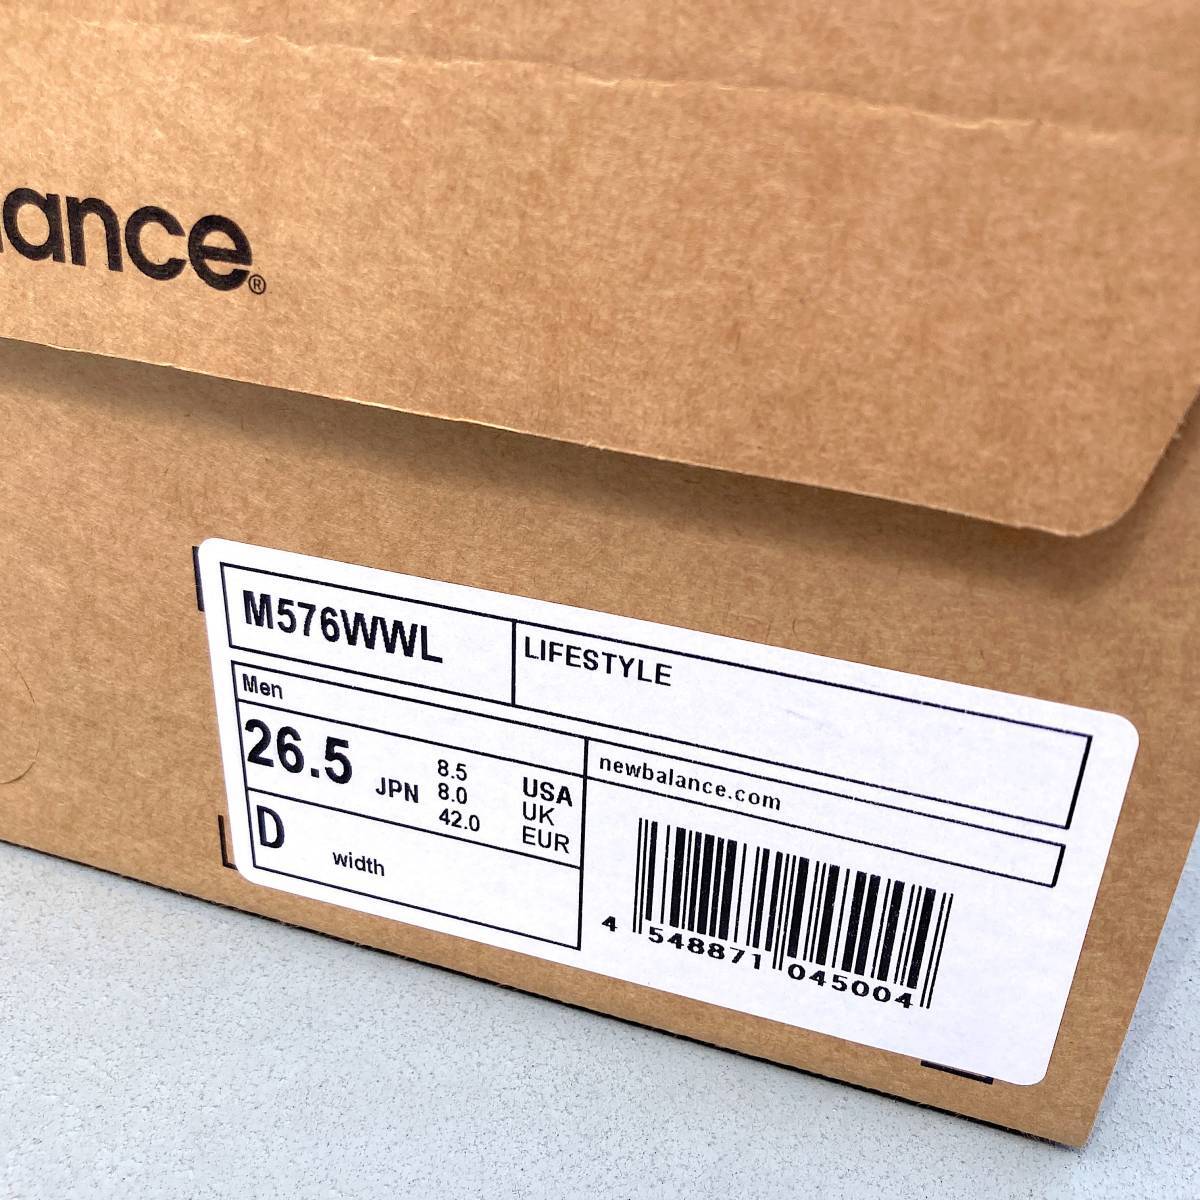 lance®
M576WWL
LIFESTYLE
Men
26.5 JPN
8.5 USA
8.0 UK
42.0 EUR
D width
newbalance.com
4 548871 045004